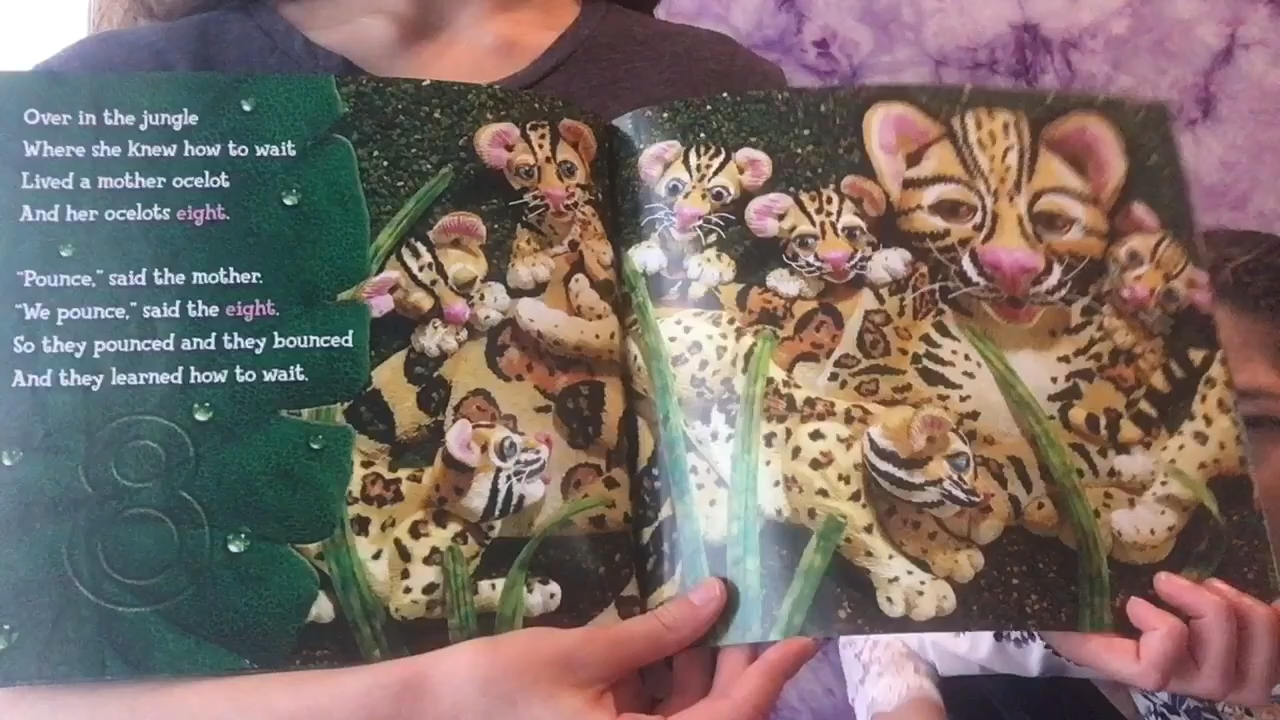 Over in the jungle
Where she knew how to wait
Lived a mother ocelot
And her ocelots eight.
"Pounce," said the mother.
"We pounce," said the eight.
So they pounced and they bounced
And they learned how to wait.
8